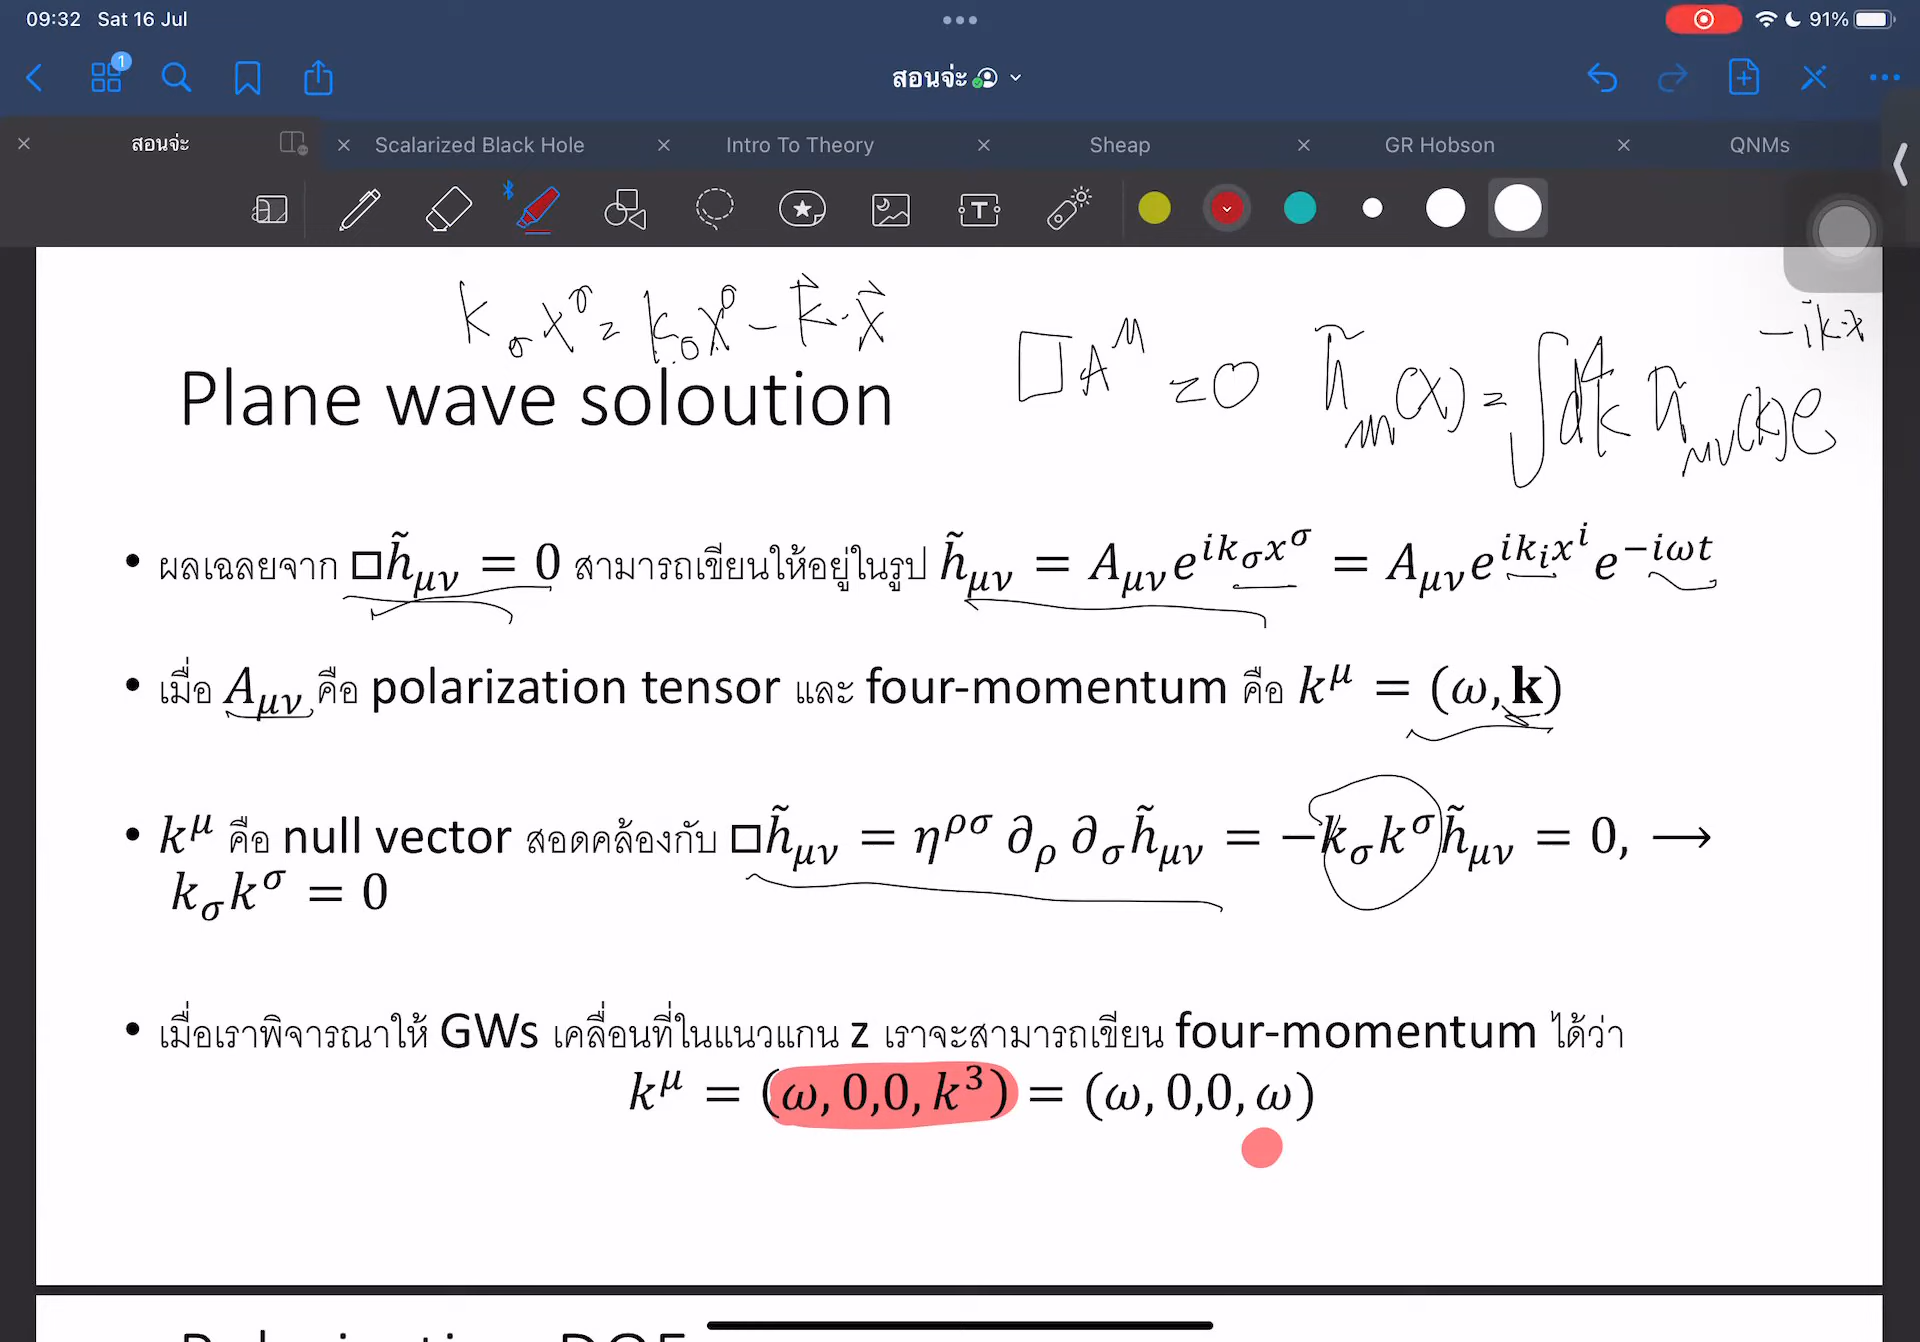 09:32 Sat 16 Jul
91%
1
สอนจ่ะ
สอนจ่ะ
Scalarized Black Hole
Intro To Theory
Sheap
GR Hobson
QNMs
T
k_σ x^σ = k_0 x^0 − k⃗·x⃗
□A^μ = 0
h̃_μν(x) = ∫d⁴k h̃_μν(k)e^{−ik·x}
Plane wave soloution
• ผลเฉลยจาก □h̃_μν = 0 สามารถเขียนให้อยู่ในรูป h̃_μν = A_μν e^{ik_σ x^σ} = A_μν e^{ik_i x^i} e^{−iωt}
• เมื่อ A_μν คือ polarization tensor และ four-momentum คือ k^μ = (ω, k)
• k^μ คือ null vector สอดคล้องกับ □h̃_μν = η^{ρσ} ∂_ρ ∂_σ h̃_μν = −k_σ k^σ h̃_μν = 0, →
k_σ k^σ = 0
• เมื่อเราพิจารณาให้ GWs เคลื่อนที่ในแนวแกน z เราจะสามารถเขียน four-momentum ได้ว่า
k^μ = (ω, 0,0, k^3) = (ω, 0,0, ω)